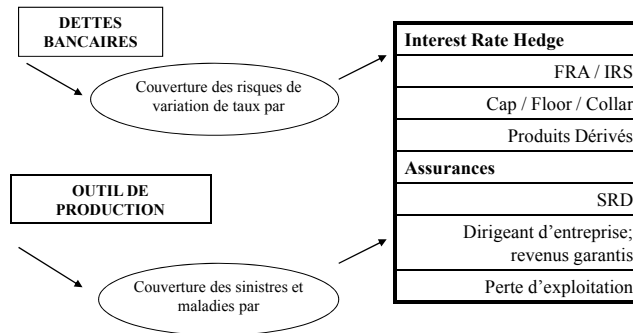 DETTES
BANCAIRES
Couverture des risques de
variation de taux par
OUTIL DE
PRODUCTION
Couverture des sinistres et
maladies par
Interest Rate Hedge
FRA / IRS
Cap / Floor / Collar
Produits Dérivés
Assurances
SRD
Dirigeant d’entreprise;
revenus garantis
Perte d’exploitation